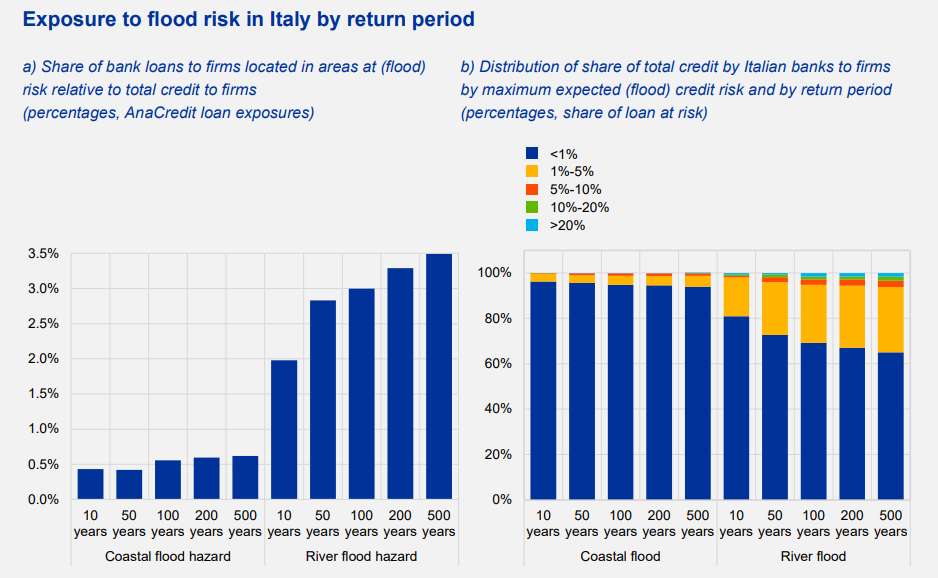 Exposure to flood risk in Italy by return period
a) Share of bank loans to firms located in areas at (flood)
risk relative to total credit to firms
(percentages, AnaCredit loan exposures)
b) Distribution of share of total credit by Italian banks to firms
by maximum expected (flood) credit risk and by return period
(percentages, share of loan at risk)
<1%
1%-5%
5%-10%
10%-20%
>20%
3.5%
3.0%
2.5%
2.0%
1.5%
1.0%
0.5%
0.0%
10 50 100 200 500 10 50 100 200 500
years years years years years years years years years years
Coastal flood hazard River flood hazard
100%
80%
60%
40%
20%
0%
10 50 100 200 500 10 50 100 200 500
years years years years years years years years years years
Coastal flood River flood